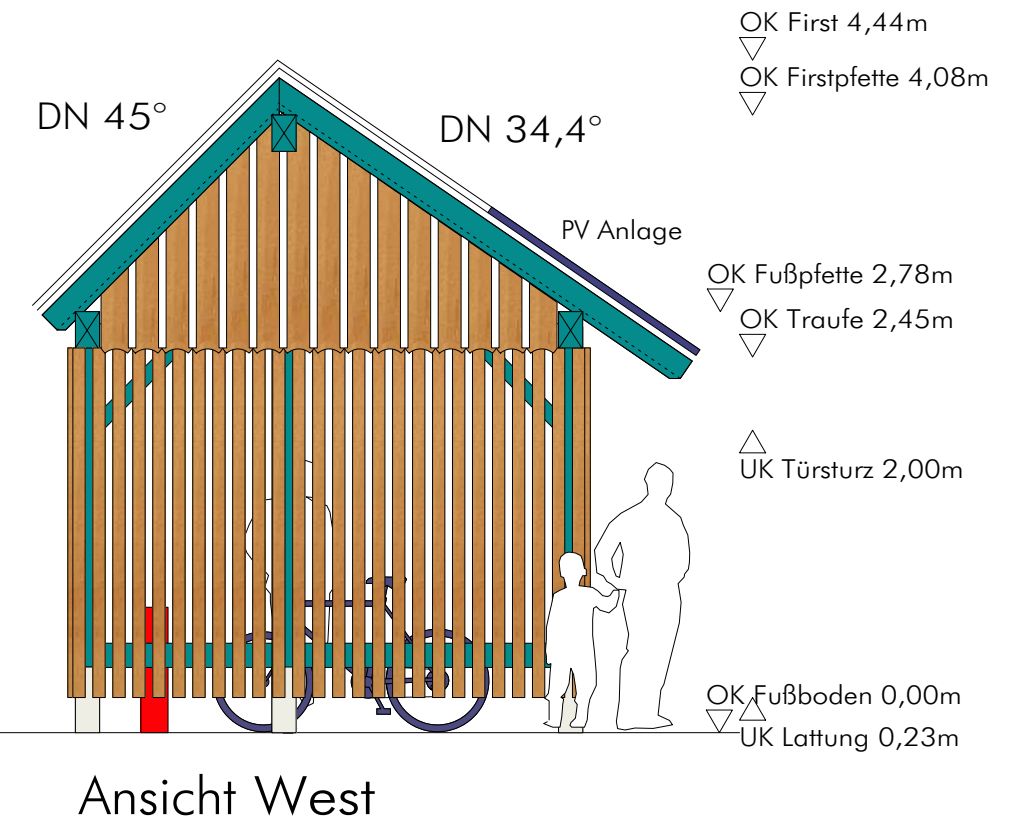 OK First 4,44m
OK Firstpfette 4,08m
DN 45°
DN 34,4°
PV Anlage
OK Fußpfette 2,78m
OK Traufe 2,45m
UK Türsturz 2,00m
OK Fußboden 0,00m
UK Lattung 0,23m
Ansicht West